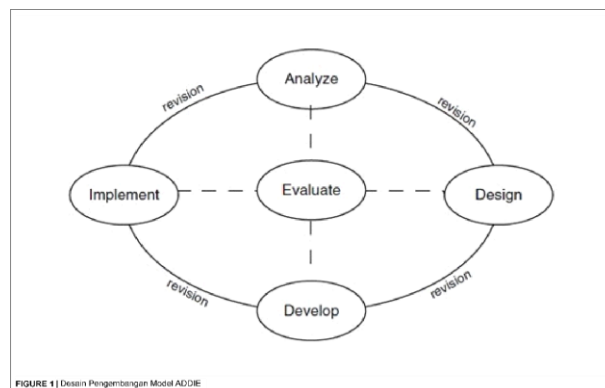 Analyze
revision
revision
Implement
Evaluate
Design
revision
revision
Develop
FIGURE 1 | Desain Pengembangan Model ADDIE